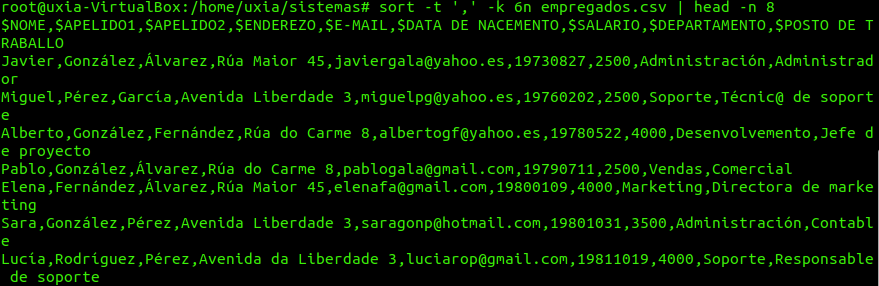 root@uxia-VirtualBox:/home/uxia/sistemas# sort -t ',' -k 6n empregados.csv | head -n 8
$NOME,$APELIDO1,$APELIDO2,$ENDEREZO,$E-MAIL,$DATA DE NACEMENTO,$SALARIO,$DEPARTAMENTO,$POSTO DE T
RABALLO
Javier,González,Álvarez,Rúa Maior 45,javiergala@yahoo.es,19730827,2500,Administración,Administrad
or
Miguel,Pérez,García,Avenida Liberdade 3,miguelpg@yahoo.es,19760202,2500,Soporte,Técnic@ de soport
e
Alberto,González,Fernández,Rúa do Carme 8,albertogf@yahoo.es,19780522,4000,Desenvolvemento,Jefe d
e proyecto
Pablo,González,Álvarez,Rúa do Carme 8,pablogala@gmail.com,19790711,2500,Vendas,Comercial
Elena,Fernández,Álvarez,Rúa Maior 45,elenafa@gmail.com,19800109,4000,Marketing,Directora de marke
ting
Sara,González,Pérez,Avenida Liberdade 3,saragonp@hotmail.com,19801031,3500,Administración,Contabl
e
Lucía,Rodríguez,Pérez,Avenida da Liberdade 3,luciarop@gmail.com,19811019,4000,Soporte,Responsable
 de soporte